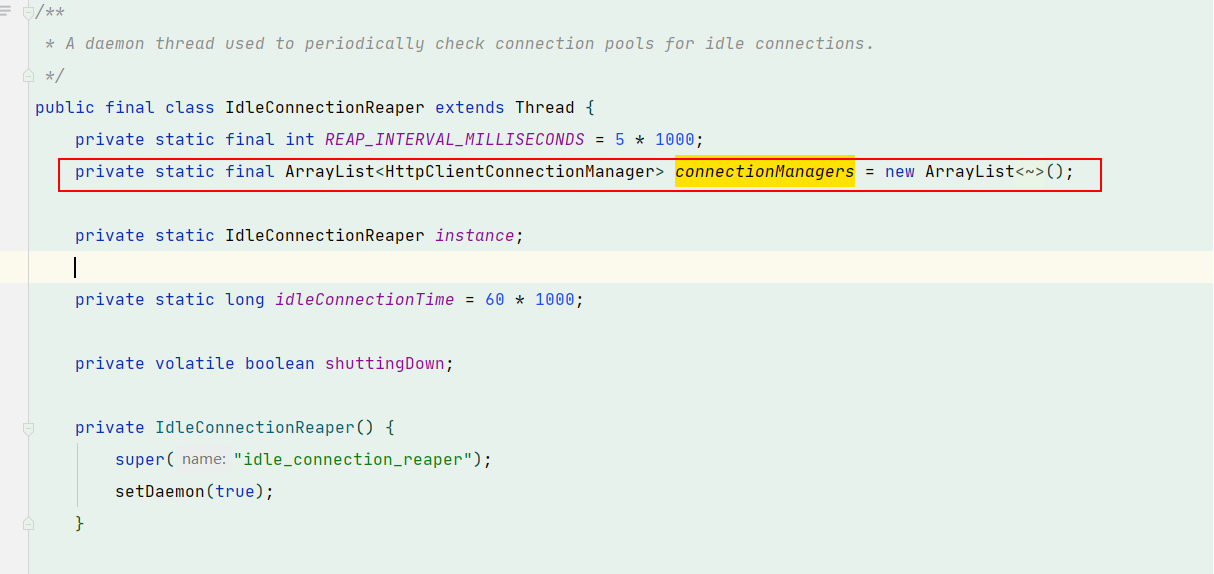 /**
 * A daemon thread used to periodically check connection pools for idle connections.
 */
public final class IdleConnectionReaper extends Thread {
    private static final int REAP_INTERVAL_MILLISECONDS = 5 * 1000;
    private static final ArrayList<HttpClientConnectionManager> connectionManagers = new ArrayList<~>();
    private static IdleConnectionReaper instance;
    private static long idleConnectionTime = 60 * 1000;
    private volatile boolean shuttingDown;
    private IdleConnectionReaper() {
        super( name: "idle_connection_reaper");
        setDaemon(true);
    }